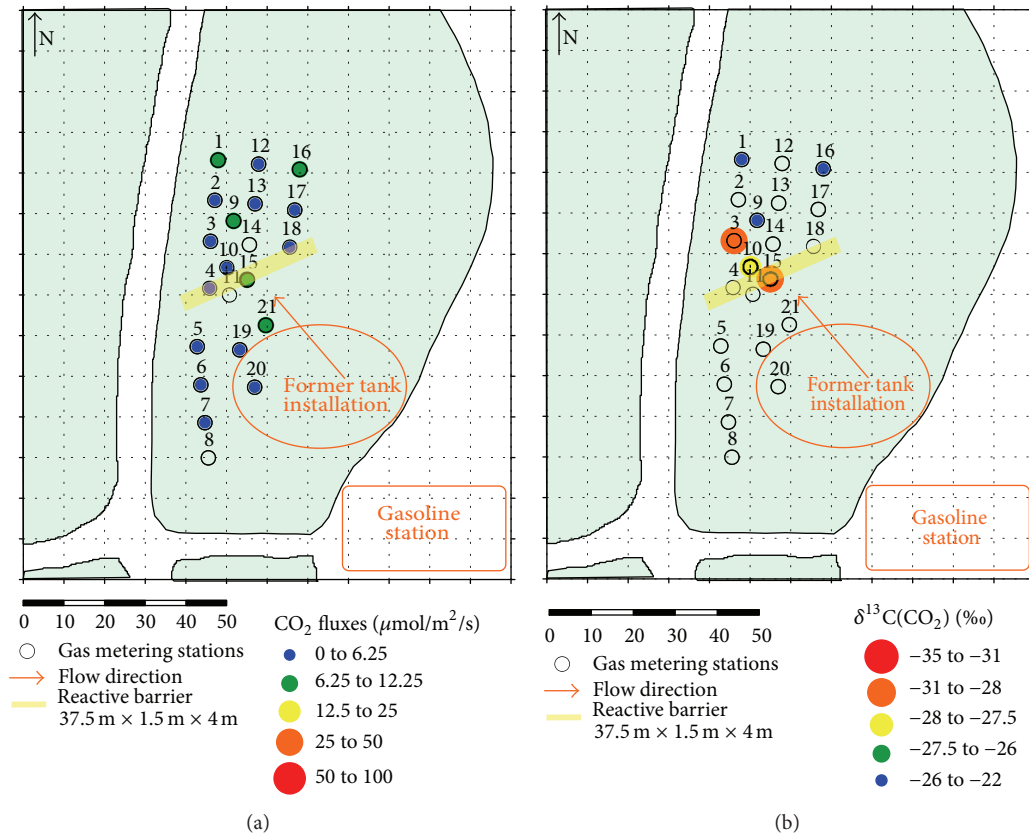 N
1
12
16
2
13
17
9
3
14
18
10
15
4
11
21
5
19
6
20
Former tank
installation
7
8
Gasoline
station
0 10 20 30 40 50
Gas metering stations
Flow direction
Reactive barrier
37.5 m × 1.5 m × 4 m
CO₂ fluxes (μmol/m²/s)
0 to 6.25
6.25 to 12.25
12.5 to 25
25 to 50
50 to 100
(a)
N
1
12
16
2
13
17
9
3
14
18
10
15
4
11
21
5
19
6
20
Former tank
installation
7
8
Gasoline
station
0 10 20 30 40 50
Gas metering stations
Flow direction
Reactive barrier
37.5 m × 1.5 m × 4 m
δ¹³C(CO₂) (‰)
−35 to −31
−31 to −28
−28 to −27.5
−27.5 to −26
−26 to −22
(b)